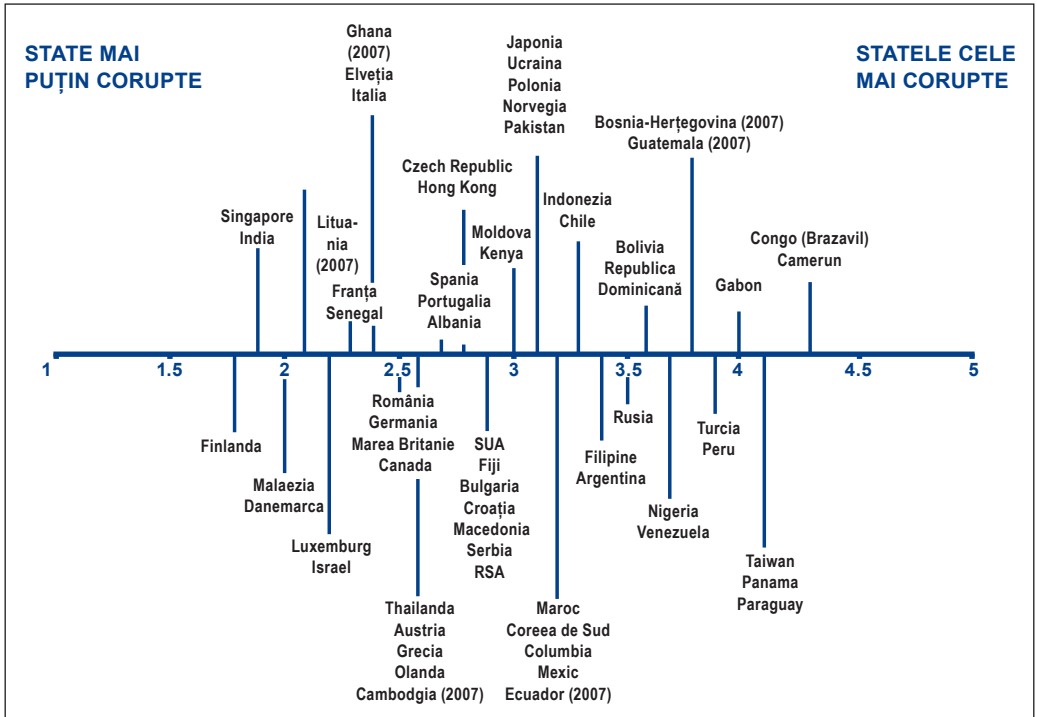 STATE MAI
PUȚIN CORUPTE
STATELE CELE
MAI CORUPTE
Ghana
(2007)
Elveția
Italia
Japonia
Ucraina
Polonia
Norvegia
Pakistan
Bosnia-Herțegovina (2007)
Guatemala (2007)
Czech Republic
Hong Kong
Singapore
India
Litua-
nia
(2007)
Franța
Senegal
Spania
Portugalia
Albania
Moldova
Kenya
Indonezia
Chile
Bolivia
Republica
Dominicană
Gabon
Congo (Brazavil)
Camerun
1 1.5 2 2.5 3 3.5 4 4.5 5
Finlanda
Malaezia
Danemarca
Luxemburg
Israel
România
Germania
Marea Britanie
Canada
Thailanda
Austria
Grecia
Olanda
Cambodgia (2007)
SUA
Fiji
Bulgaria
Croația
Macedonia
Serbia
RSA
Maroc
Coreea de Sud
Columbia
Mexic
Ecuador (2007)
Filipine
Argentina
Rusia
Nigeria
Venezuela
Turcia
Peru
Taiwan
Panama
Paraguay